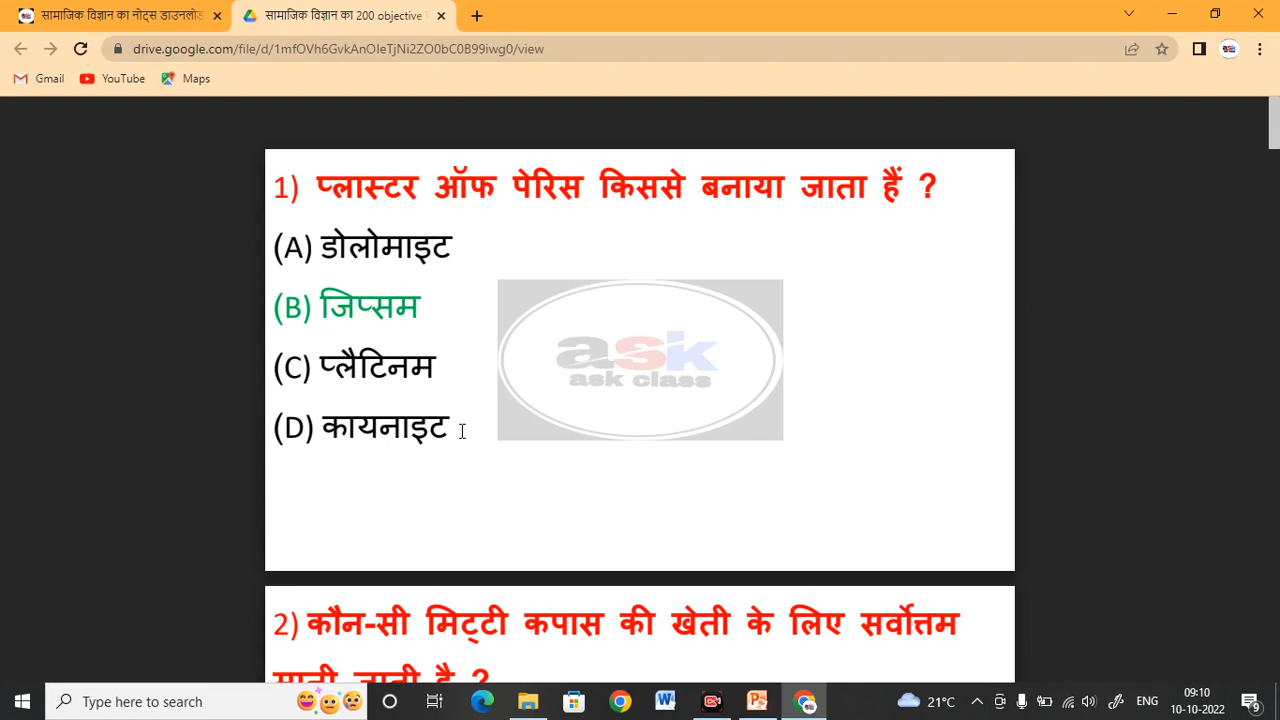 सामाजिक विज्ञान का नोट्स डाउनलोड
सामाजिक विज्ञान का 200 objective
drive.google.com/file/d/1mfOVh6GvkAnOIeTjNi2ZO0bC0B99iwg0/view
Gmail YouTube Maps
1) प्लास्टर ऑफ पेरिस किससे बनाया जाता हैं ?
(A) डोलोमाइट
(B) जिप्सम
(C) प्लैटिनम
(D) कायनाइट
ask
ask class
2) कौन-सी मिट्टी कपास की खेती के लिए सर्वोत्तम
मानी जाती है ?
Type here to search
21°C
ENG
09:10
10-10-2022
9